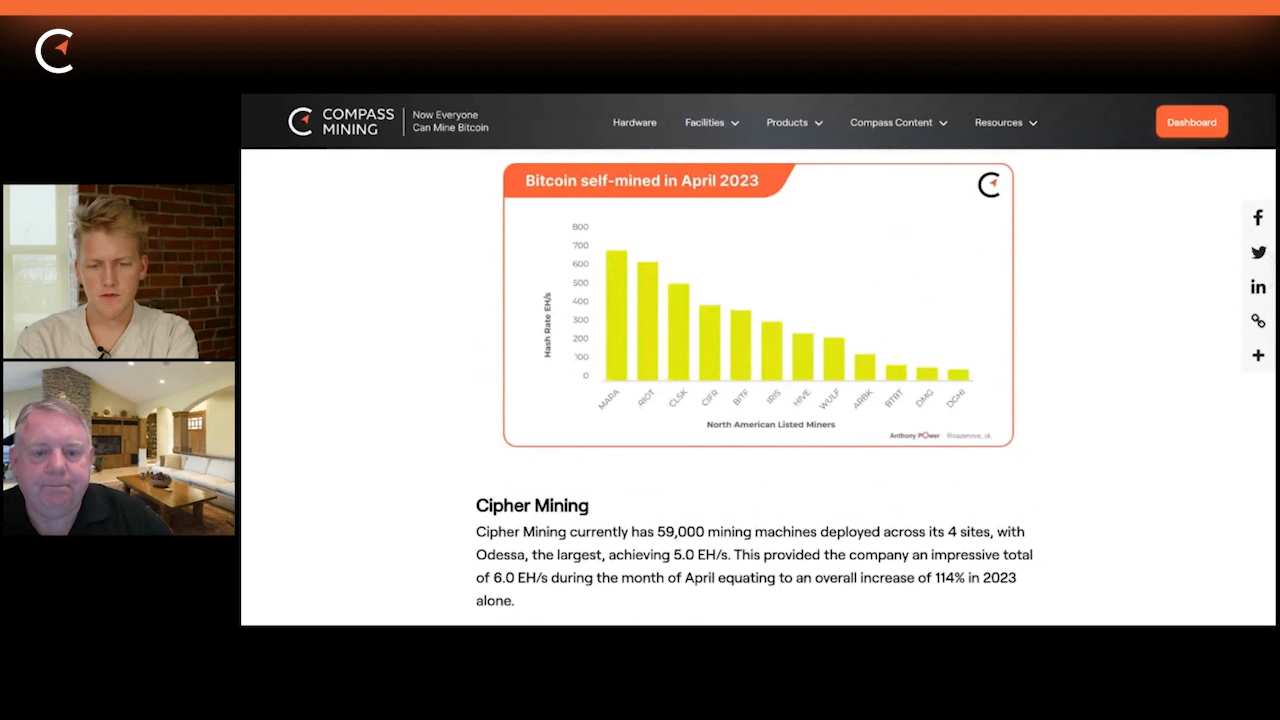 COMPASS
MINING
Now Everyone
Can Mine Bitcoin
Hardware
Facilities
Products
Compass Content
Resources
Dashboard
Bitcoin self-mined in April 2023
800
700
600
500
400
300
200
100
0
Hash Rate EH/s
MARA
RIOT
CLSK
CIFR
BITF
IRIS
HIVE
WULF
ARBK
BTBT
DMG
DGHI
North American Listed Miners
Anthony Power
Cipher Mining
Cipher Mining currently has 59,000 mining machines deployed across its 4 sites, with
Odessa, the largest, achieving 5.0 EH/s. This provided the company an impressive total
of 6.0 EH/s during the month of April equating to an overall increase of 114% in 2023
alone.